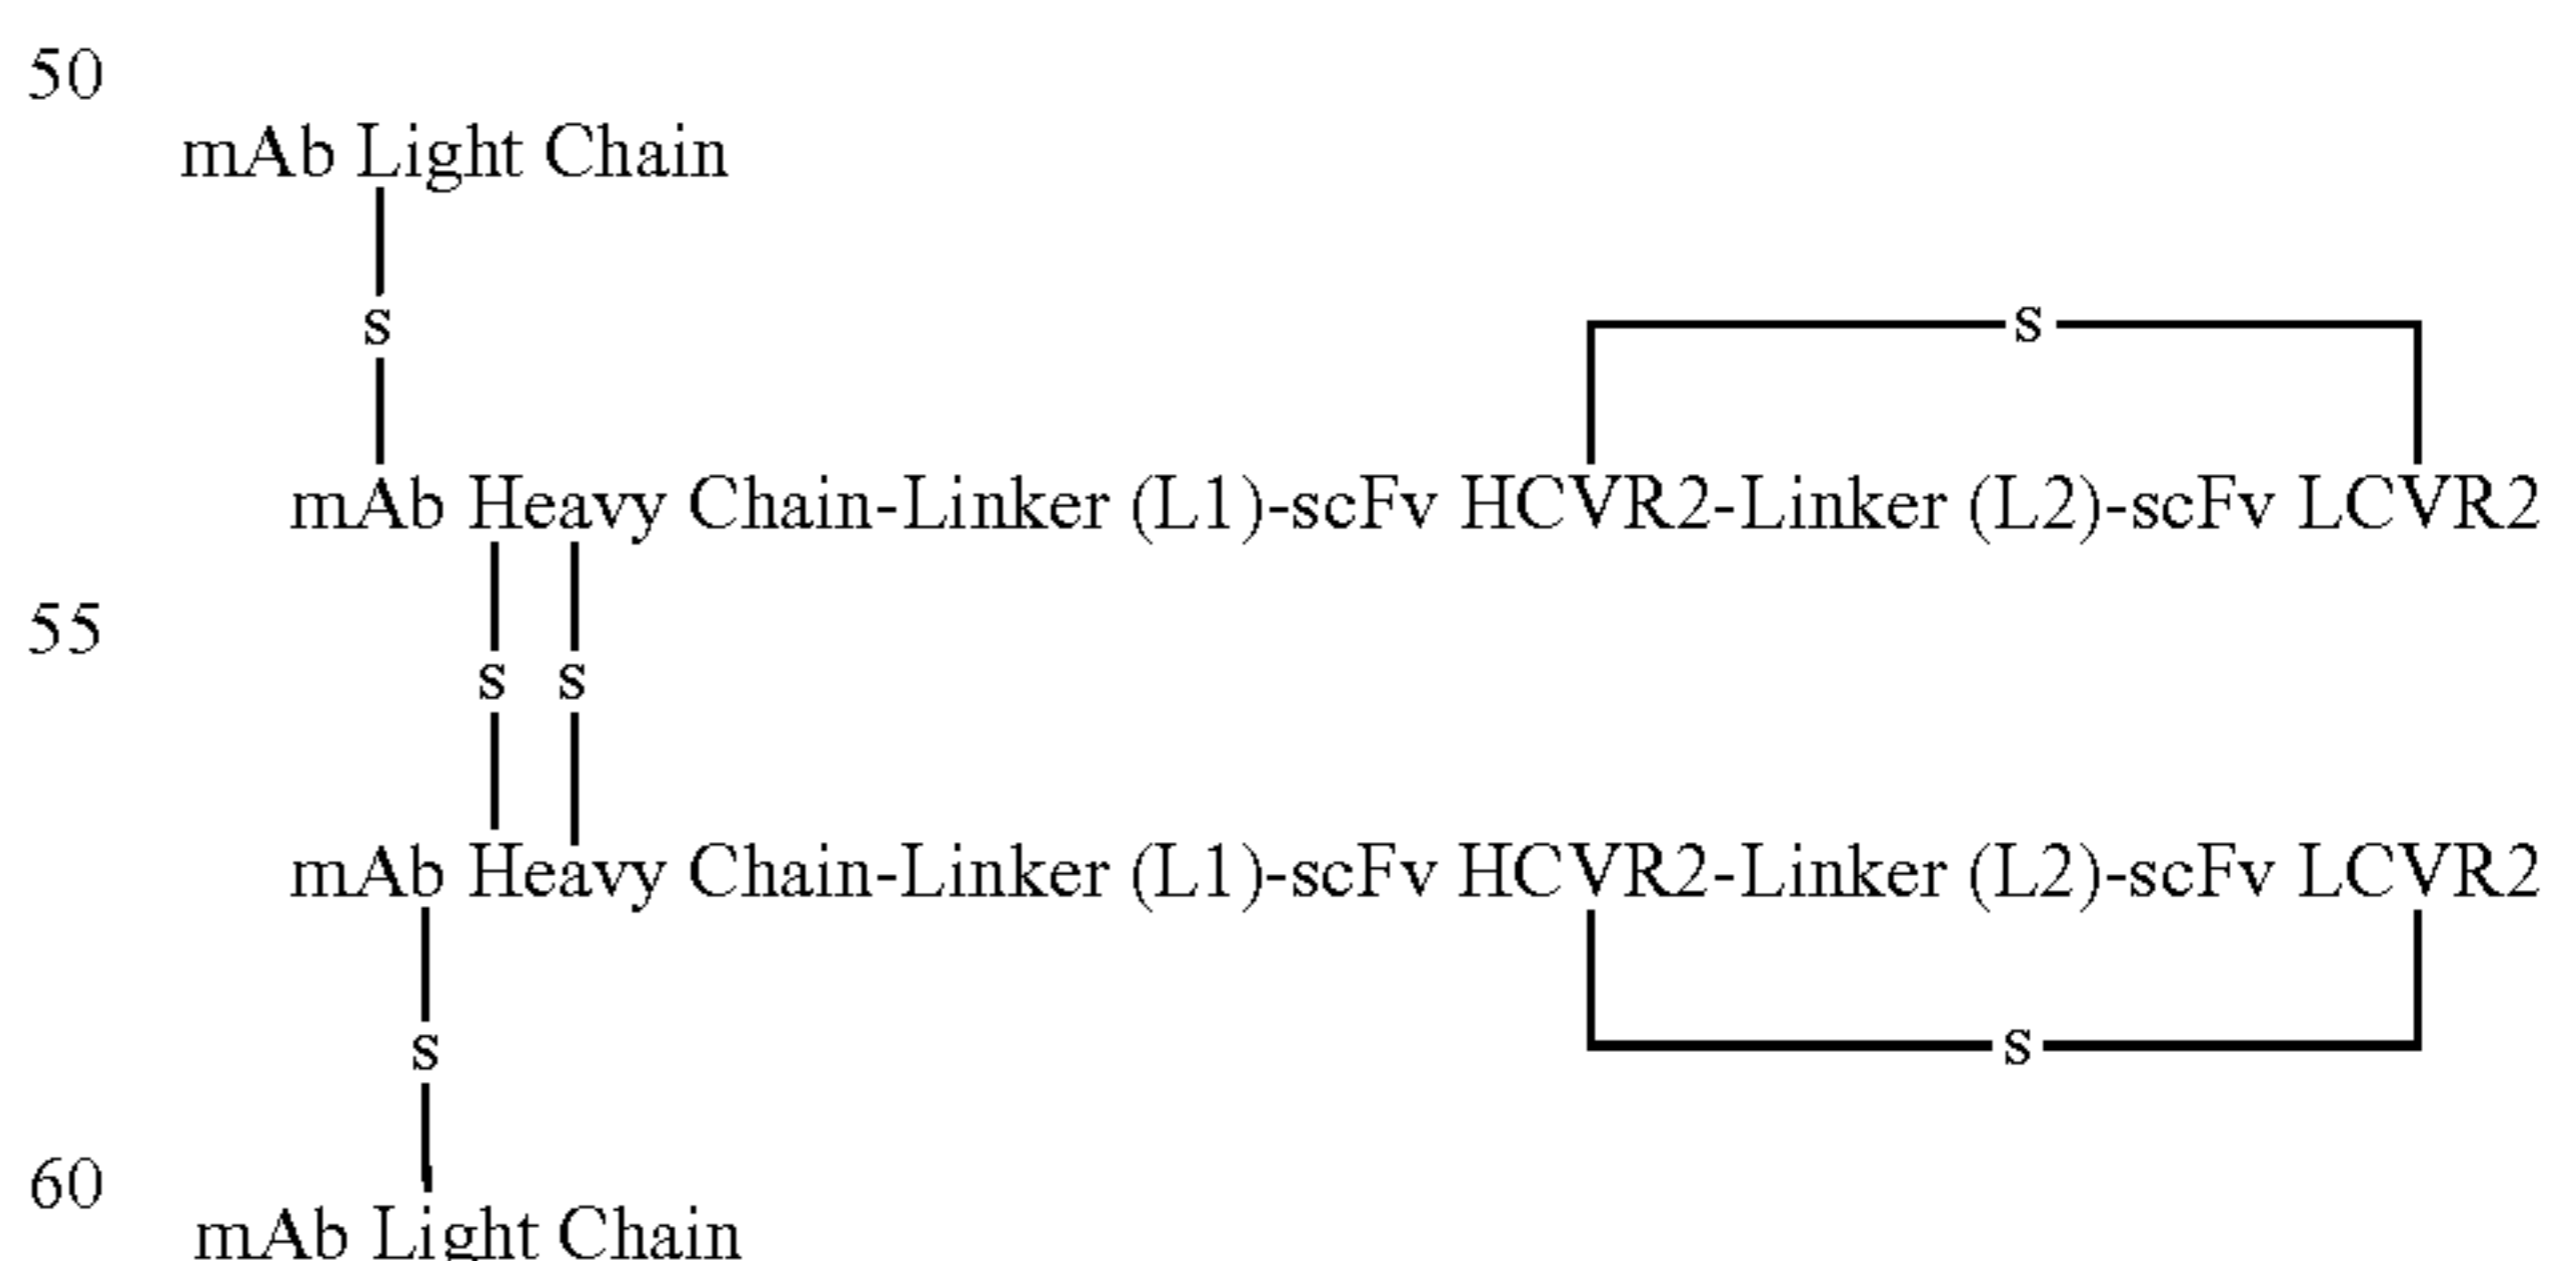 50
mAb Light Chain
s
s
mAb Heavy Chain-Linker (L1)-scFv HCVR2-Linker (L2)-scFv LCVR2
55
s s
mAb Heavy Chain-Linker (L1)-scFv HCVR2-Linker (L2)-scFv LCVR2
s
s
60
mAb Light Chain